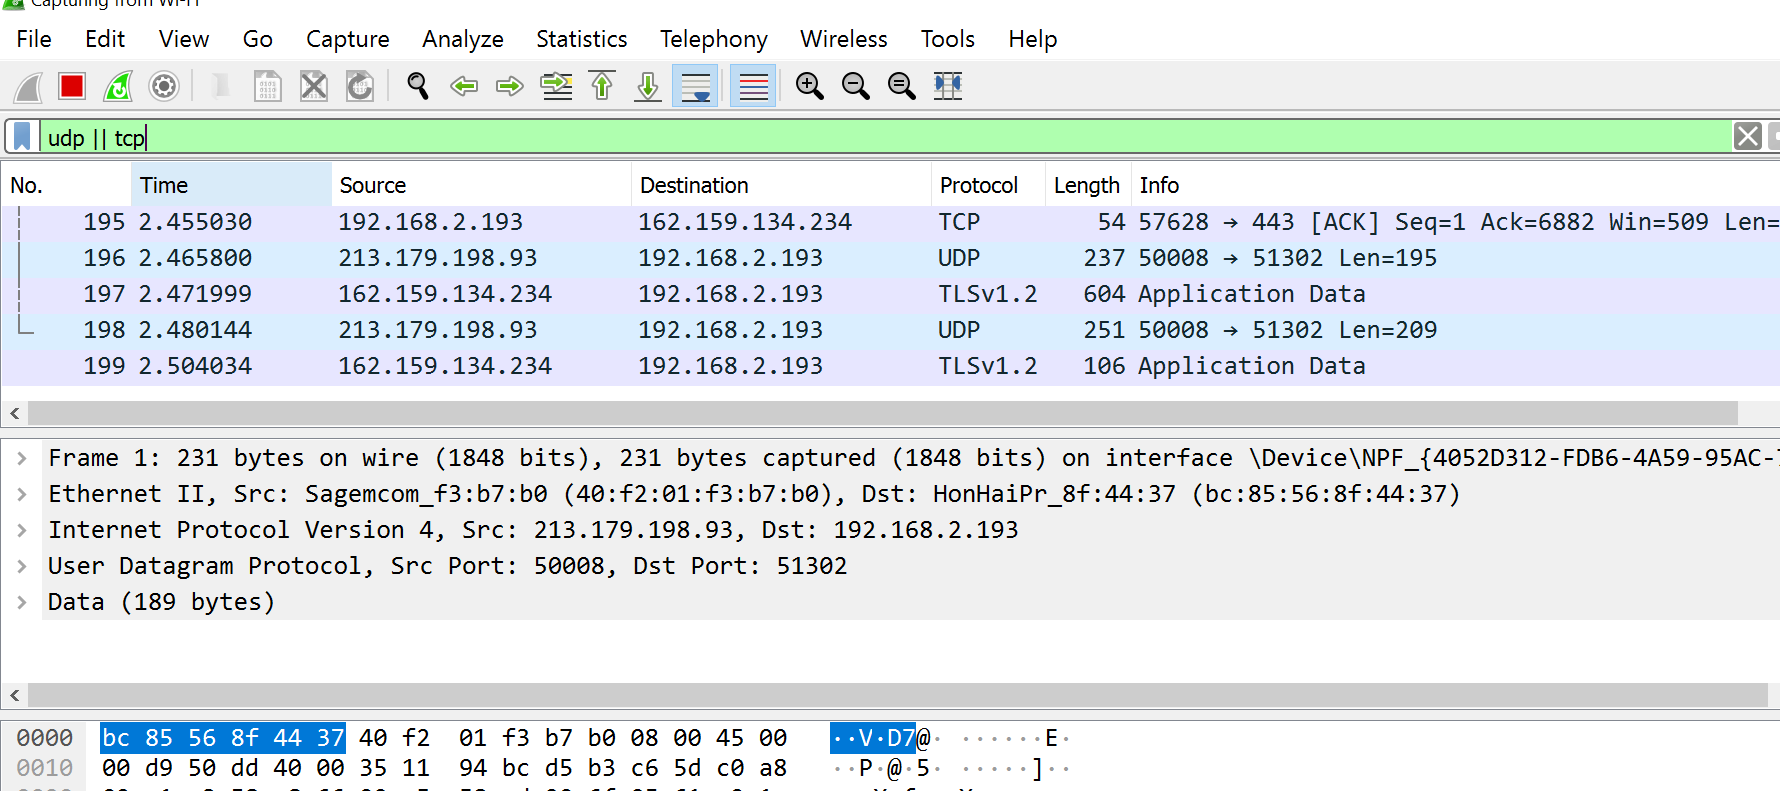 Capturing from Wi-Fi
File Edit View Go Capture Analyze Statistics Telephony Wireless Tools Help
udp || tcp
No. Time Source Destination Protocol Length Info
195 2.455030 192.168.2.193 162.159.134.234 TCP 54 57628 → 443 [ACK] Seq=1 Ack=6882 Win=509 Len=
196 2.465800 213.179.198.93 192.168.2.193 UDP 237 50008 → 51302 Len=195
197 2.471999 162.159.134.234 192.168.2.193 TLSv1.2 604 Application Data
198 2.480144 213.179.198.93 192.168.2.193 UDP 251 50008 → 51302 Len=209
199 2.504034 162.159.134.234 192.168.2.193 TLSv1.2 106 Application Data
Frame 1: 231 bytes on wire (1848 bits), 231 bytes captured (1848 bits) on interface \Device\NPF_{4052D312-FDB6-4A59-95AC-
Ethernet II, Src: Sagemcom_f3:b7:b0 (40:f2:01:f3:b7:b0), Dst: HonHaiPr_8f:44:37 (bc:85:56:8f:44:37)
Internet Protocol Version 4, Src: 213.179.198.93, Dst: 192.168.2.193
User Datagram Protocol, Src Port: 50008, Dst Port: 51302
Data (189 bytes)
0000 bc 85 56 8f 44 37 40 f2 01 f3 b7 b0 08 00 45 00 ··V·D7@· ······E·
0010 00 d9 50 dd 40 00 35 11 94 bc d5 b3 c6 5d c0 a8 ··P·@·5· ·····]··